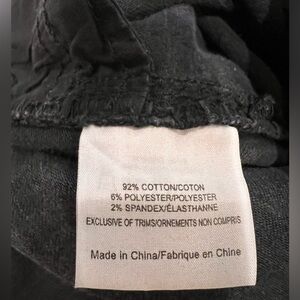 92% COTTON/COTON
6% POLYESTER/POLYESTER
2% SPANDEX/ÉLASTHANNE
EXCLUSIVE OF TRIMS/ORNEMENTS NON COMPRIS
Made in China/Fabrique en Chine